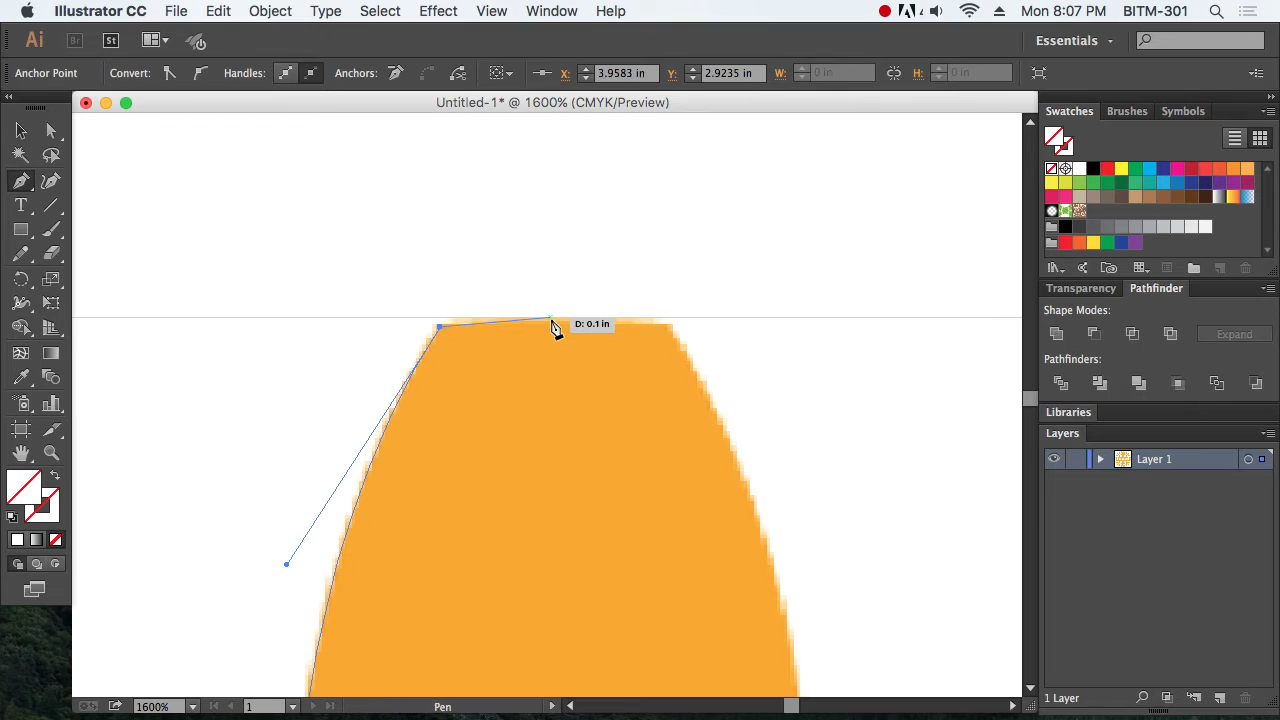 Illustrator CC File Edit Object Type Select Effect View Window Help Mon 8:07 PM BITM-301
Ai Br St Essentials
Anchor Point Convert: Handles: Anchors: X: 3.9583 in Y: 2.9235 in W: 0 in H: 0 in
Untitled-1* @ 1600% (CMYK/Preview)
Swatches Brushes Symbols
Transparency Pathfinder
Shape Modes:
Expand
Pathfinders:
D: 0.1 in
Libraries
Layers
Layer 1
1 Layer
1600% 1 Pen